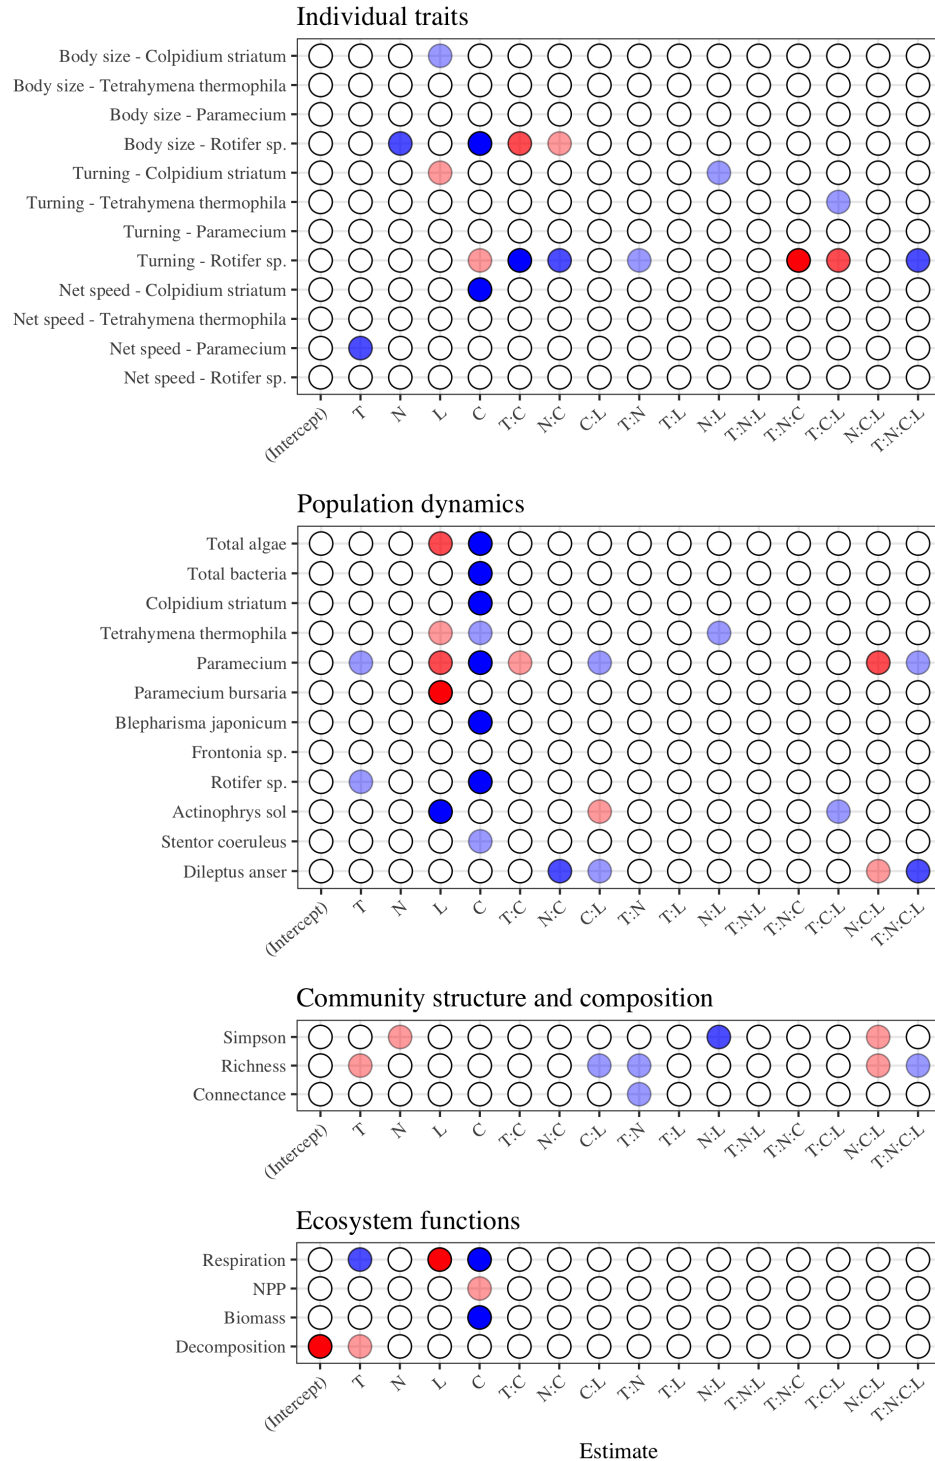 Individual traits
Body size - Colpidium striatum
Body size - Tetrahymena thermophila
Body size - Paramecium
Body size - Rotifer sp.
Turning - Colpidium striatum
Turning - Tetrahymena thermophila
Turning - Paramecium
Turning - Rotifer sp.
Net speed - Colpidium striatum
Net speed - Tetrahymena thermophila
Net speed - Paramecium
Net speed - Rotifer sp.
(Intercept) T N L C T:C N:C C:L T:N T:L N:L T:N:L T:N:C T:C:L N:C:L T:N:C:L
Population dynamics
Total algae
Total bacteria
Colpidium striatum
Tetrahymena thermophila
Paramecium
Paramecium bursaria
Blepharisma japonicum
Frontonia sp.
Rotifer sp.
Actinophrys sol
Stentor coeruleus
Dileptus anser
(Intercept) T N L C T:C N:C C:L T:N T:L N:L T:N:L T:N:C T:C:L N:C:L T:N:C:L
Community structure and composition
Simpson
Richness
Connectance
(Intercept) T N L C T:C N:C C:L T:N T:L N:L T:N:L T:N:C T:C:L N:C:L T:N:C:L
Ecosystem functions
Respiration
NPP
Biomass
Decomposition
(Intercept) T N L C T:C N:C C:L T:N T:L N:L T:N:L T:N:C T:C:L N:C:L T:N:C:L
Estimate